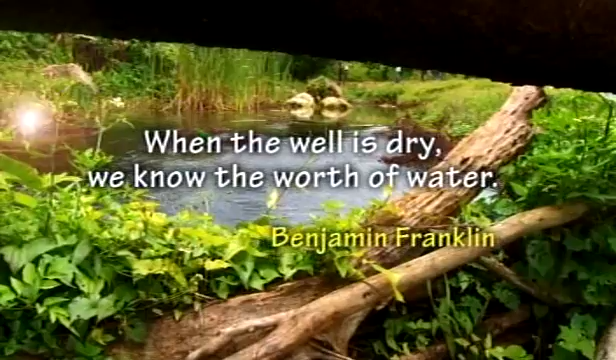 When the well is dry,
we know the worth of water.
Benjamin Franklin